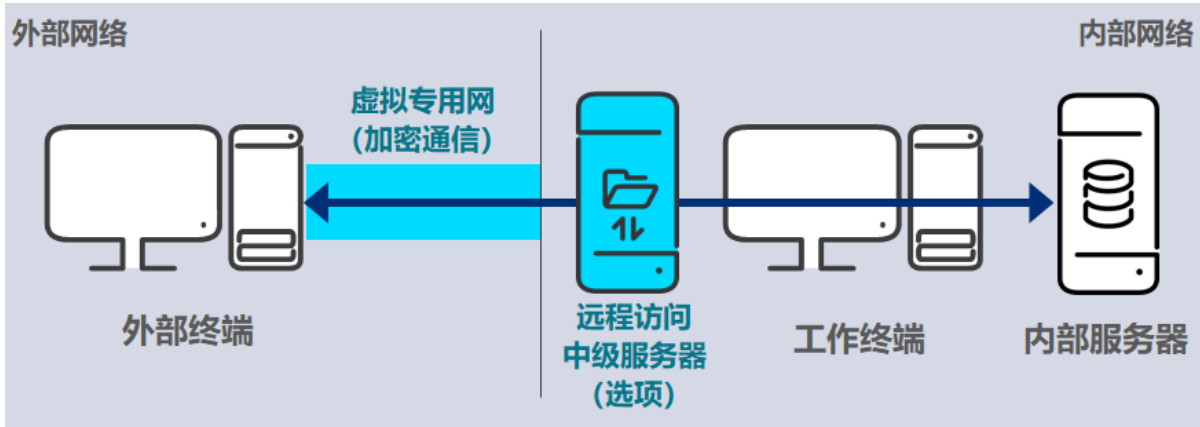 外部网络
内部网络
虚拟专用网
(加密通信)
外部终端
远程访问
中级服务器
(选项)
工作终端
内部服务器